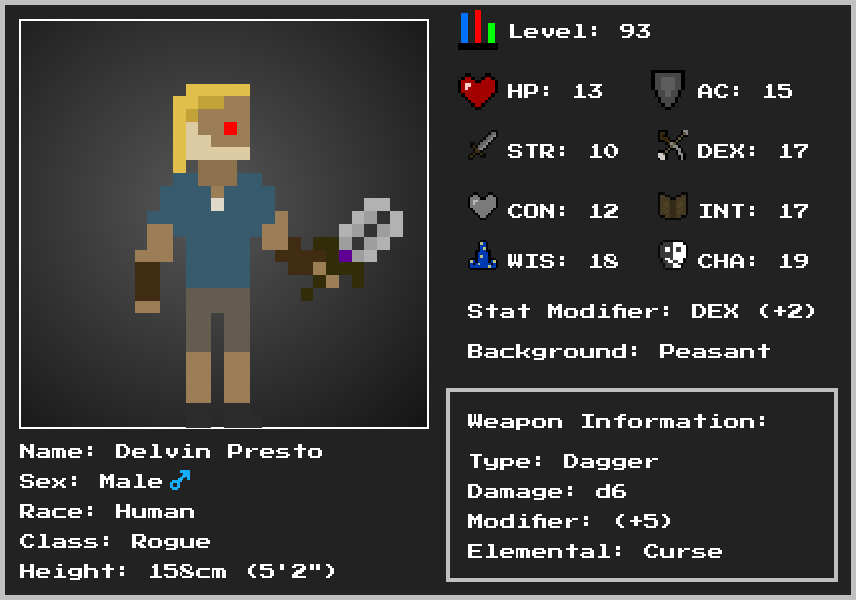 Level: 93
HP: 13
AC: 15
STR: 10
DEX: 17
CON: 12
INT: 17
WIS: 18
CHA: 19
Stat Modifier: DEX (+2)
Background: Peasant
Weapon Information:
Type: Dagger
Damage: d6
Modifier: (+5)
Elemental: Curse
Name: Delvin Presto
Sex: Male♂
Race: Human
Class: Rogue
Height: 158cm (5'2")